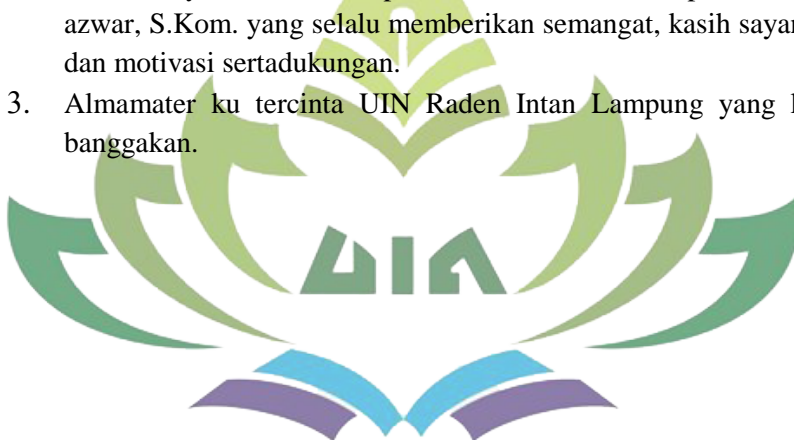 azwar, S.Kom. yang selalu memberikan semangat, kasih
dan motivasi sertadukungan.
3. Almamater ku tercinta UIN Raden Intan Lampung yang
banggakan.
UIN